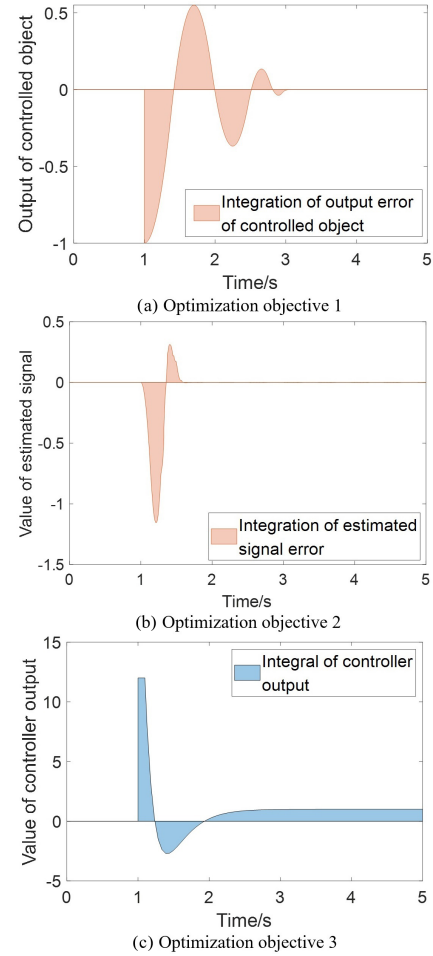 Output of controlled object
0.5
0
-0.5
-1
0 1 2 3 4 5
Integration of output error
of controlled object
Time/s
(a) Optimization objective 1
Value of estimated signal
0.5
0
-0.5
-1
-1.5
0 1 2 3 4 5
Integration of estimated
signal error
Time/s
(b) Optimization objective 2
Value of controller output
15
10
5
0
-5
0 1 2 3 4 5
Integral of controller
output
Time/s
(c) Optimization objective 3